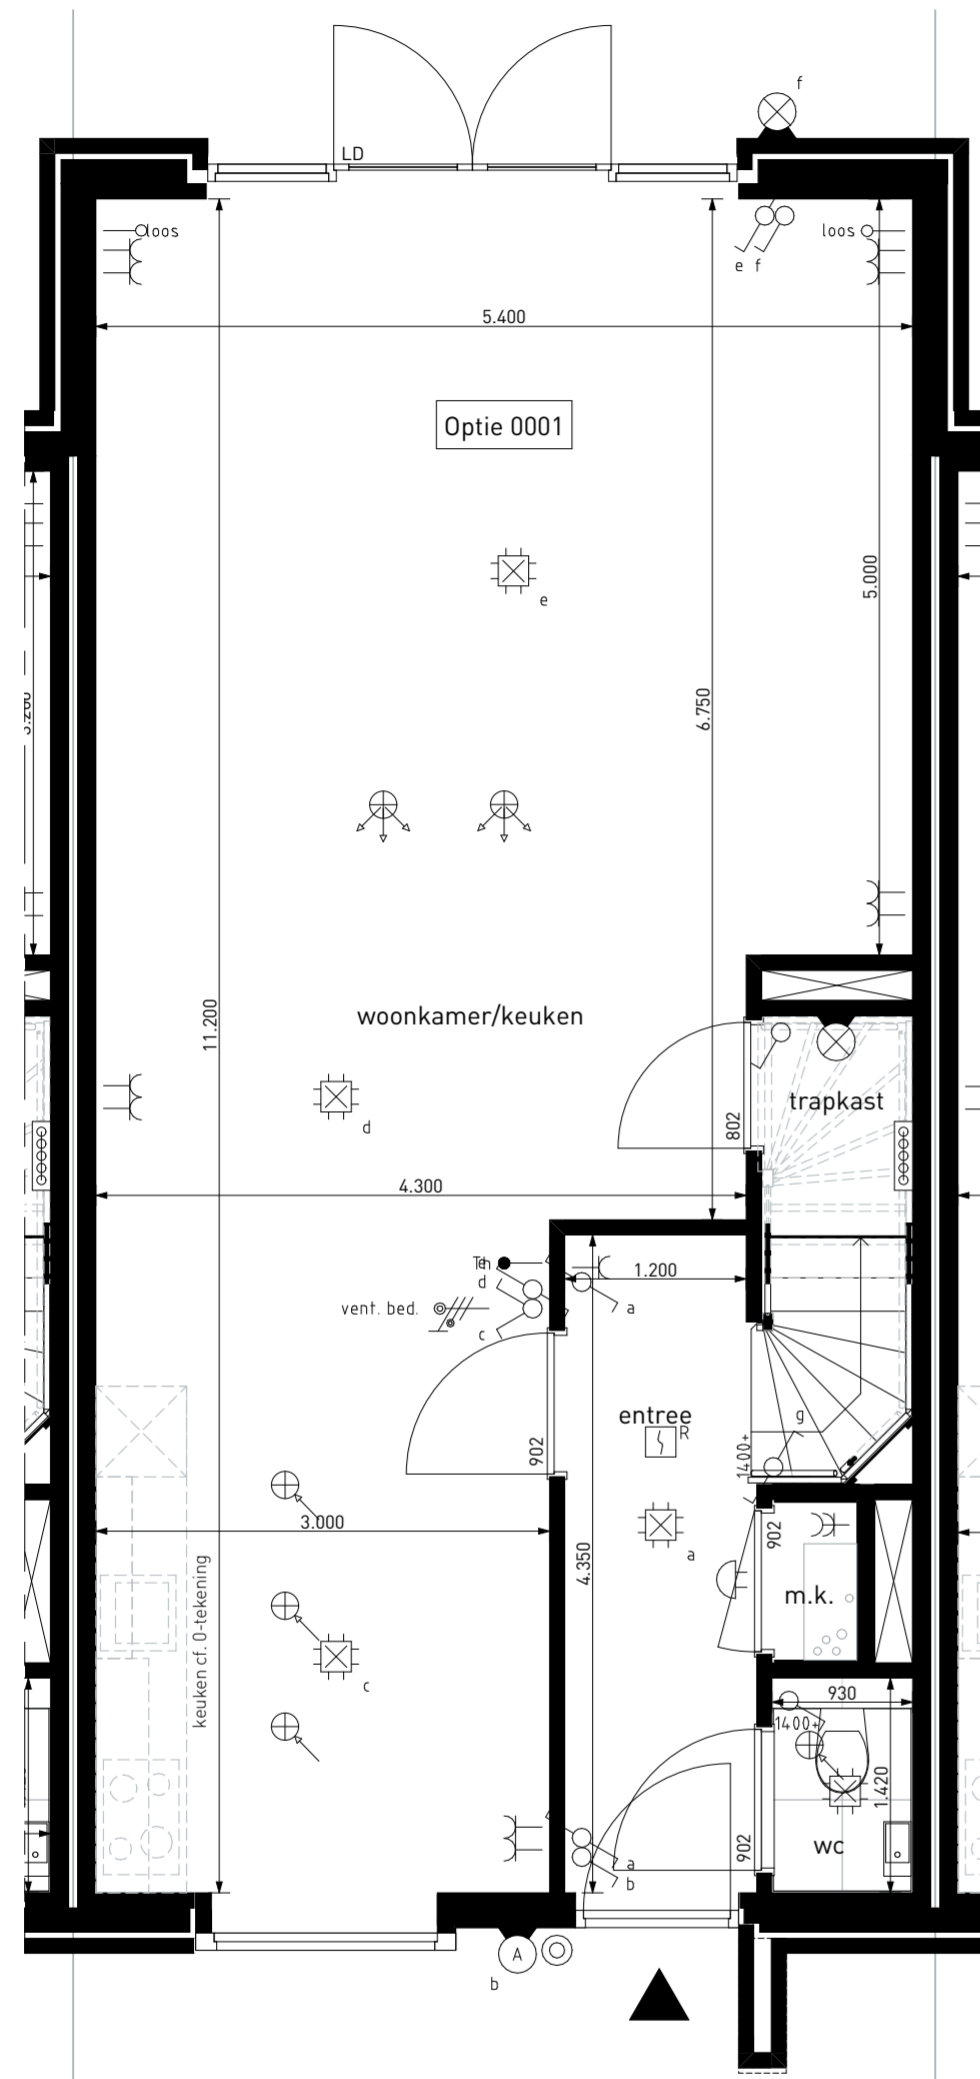 f
LD
loos
loos
e f
5.400
Optie 0001
e
5.000
6.750
11.200
woonkamer/keuken
trapkast
802
d
4.300
Th
d
1.200
vent. bed.
c
a
entree
R
g
902
1400+
3.000
902
a
4.350
m.k.
keuken cf. 0-tekening
c
930
1400+
1.420
wc
902
a
b
A
b